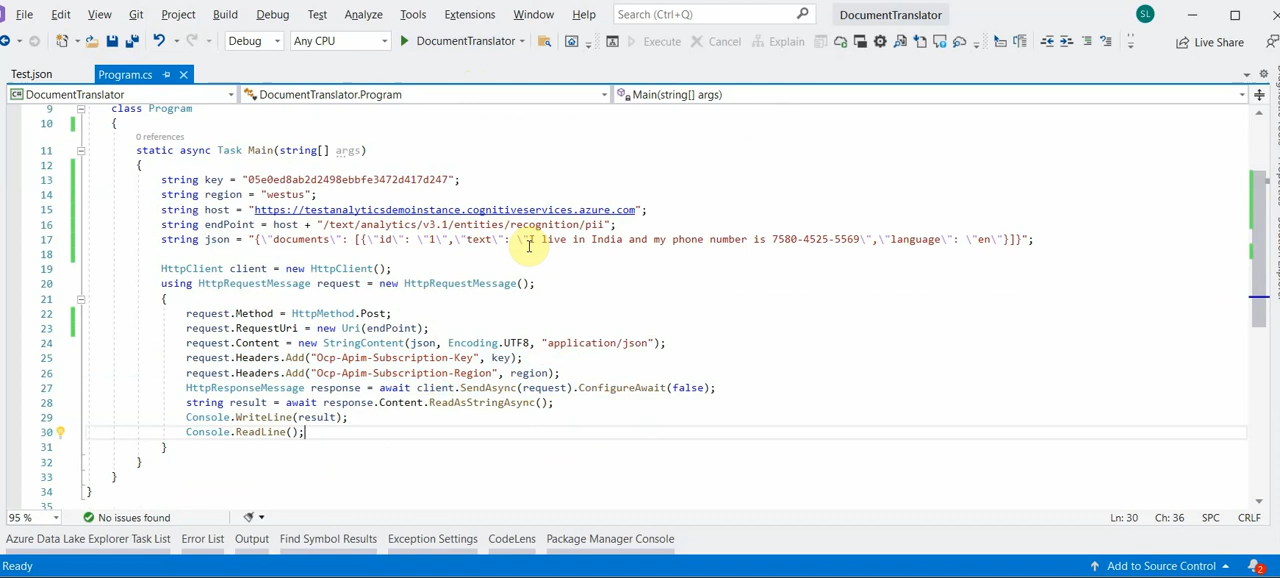 File Edit View Git Project Build Debug Test Analyze Tools Extensions Window Help Search (Ctrl+Q) DocumentTranslator SL
Debug Any CPU DocumentTranslator Execute Cancel Explain Live Share
Test.json Program.cs
DocumentTranslator DocumentTranslator.Program Main(string[] args)
9 class Program
10 {
0 references
11 static async Task Main(string[] args)
12 {
13 string key = "05e0ed8ab2d2498ebbfe3472d417d247";
14 string region = "westus";
15 string host = "https://testanalyticsdemoinstance.cognitiveservices.azure.com";
16 string endPoint = host + "/text/analytics/v3.1/entities/recognition/pii";
17 string json = "{\"documents\": [{\"id\": \"1\",\"text\": \"I live in India and my phone number is 7580-4525-5569\",\"language\": \"en\"}]}";
18
19 HttpClient client = new HttpClient();
20 using HttpRequestMessage request = new HttpRequestMessage();
21 {
22 request.Method = HttpMethod.Post;
23 request.RequestUri = new Uri(endPoint);
24 request.Content = new StringContent(json, Encoding.UTF8, "application/json");
25 request.Headers.Add("Ocp-Apim-Subscription-Key", key);
26 request.Headers.Add("Ocp-Apim-Subscription-Region", region);
27 HttpResponseMessage response = await client.SendAsync(request).ConfigureAwait(false);
28 string result = await response.Content.ReadAsStringAsync();
29 Console.WriteLine(result);
30 Console.ReadLine();
31 }
32 }
33 }
34 }
35
95 % No issues found Ln: 30 Ch: 36 SPC CRLF
Azure Data Lake Explorer Task List Error List Output Find Symbol Results Exception Settings CodeLens Package Manager Console
Ready Add to Source Control 2